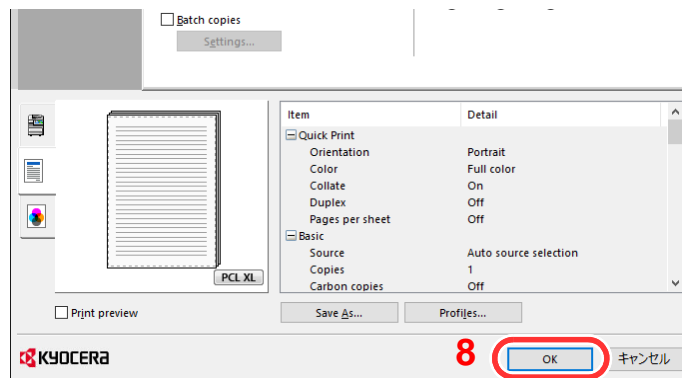 Batch copies
Settings...
Item Detail
Quick Print
Orientation Portrait
Color Full color
Collate On
Duplex Off
Pages per sheet Off
Basic
Source Auto source selection
Copies 1
Carbon copies Off
PCL XL
Print preview
Save As... Profiles...
KYOCERA
8 OK キャンセル